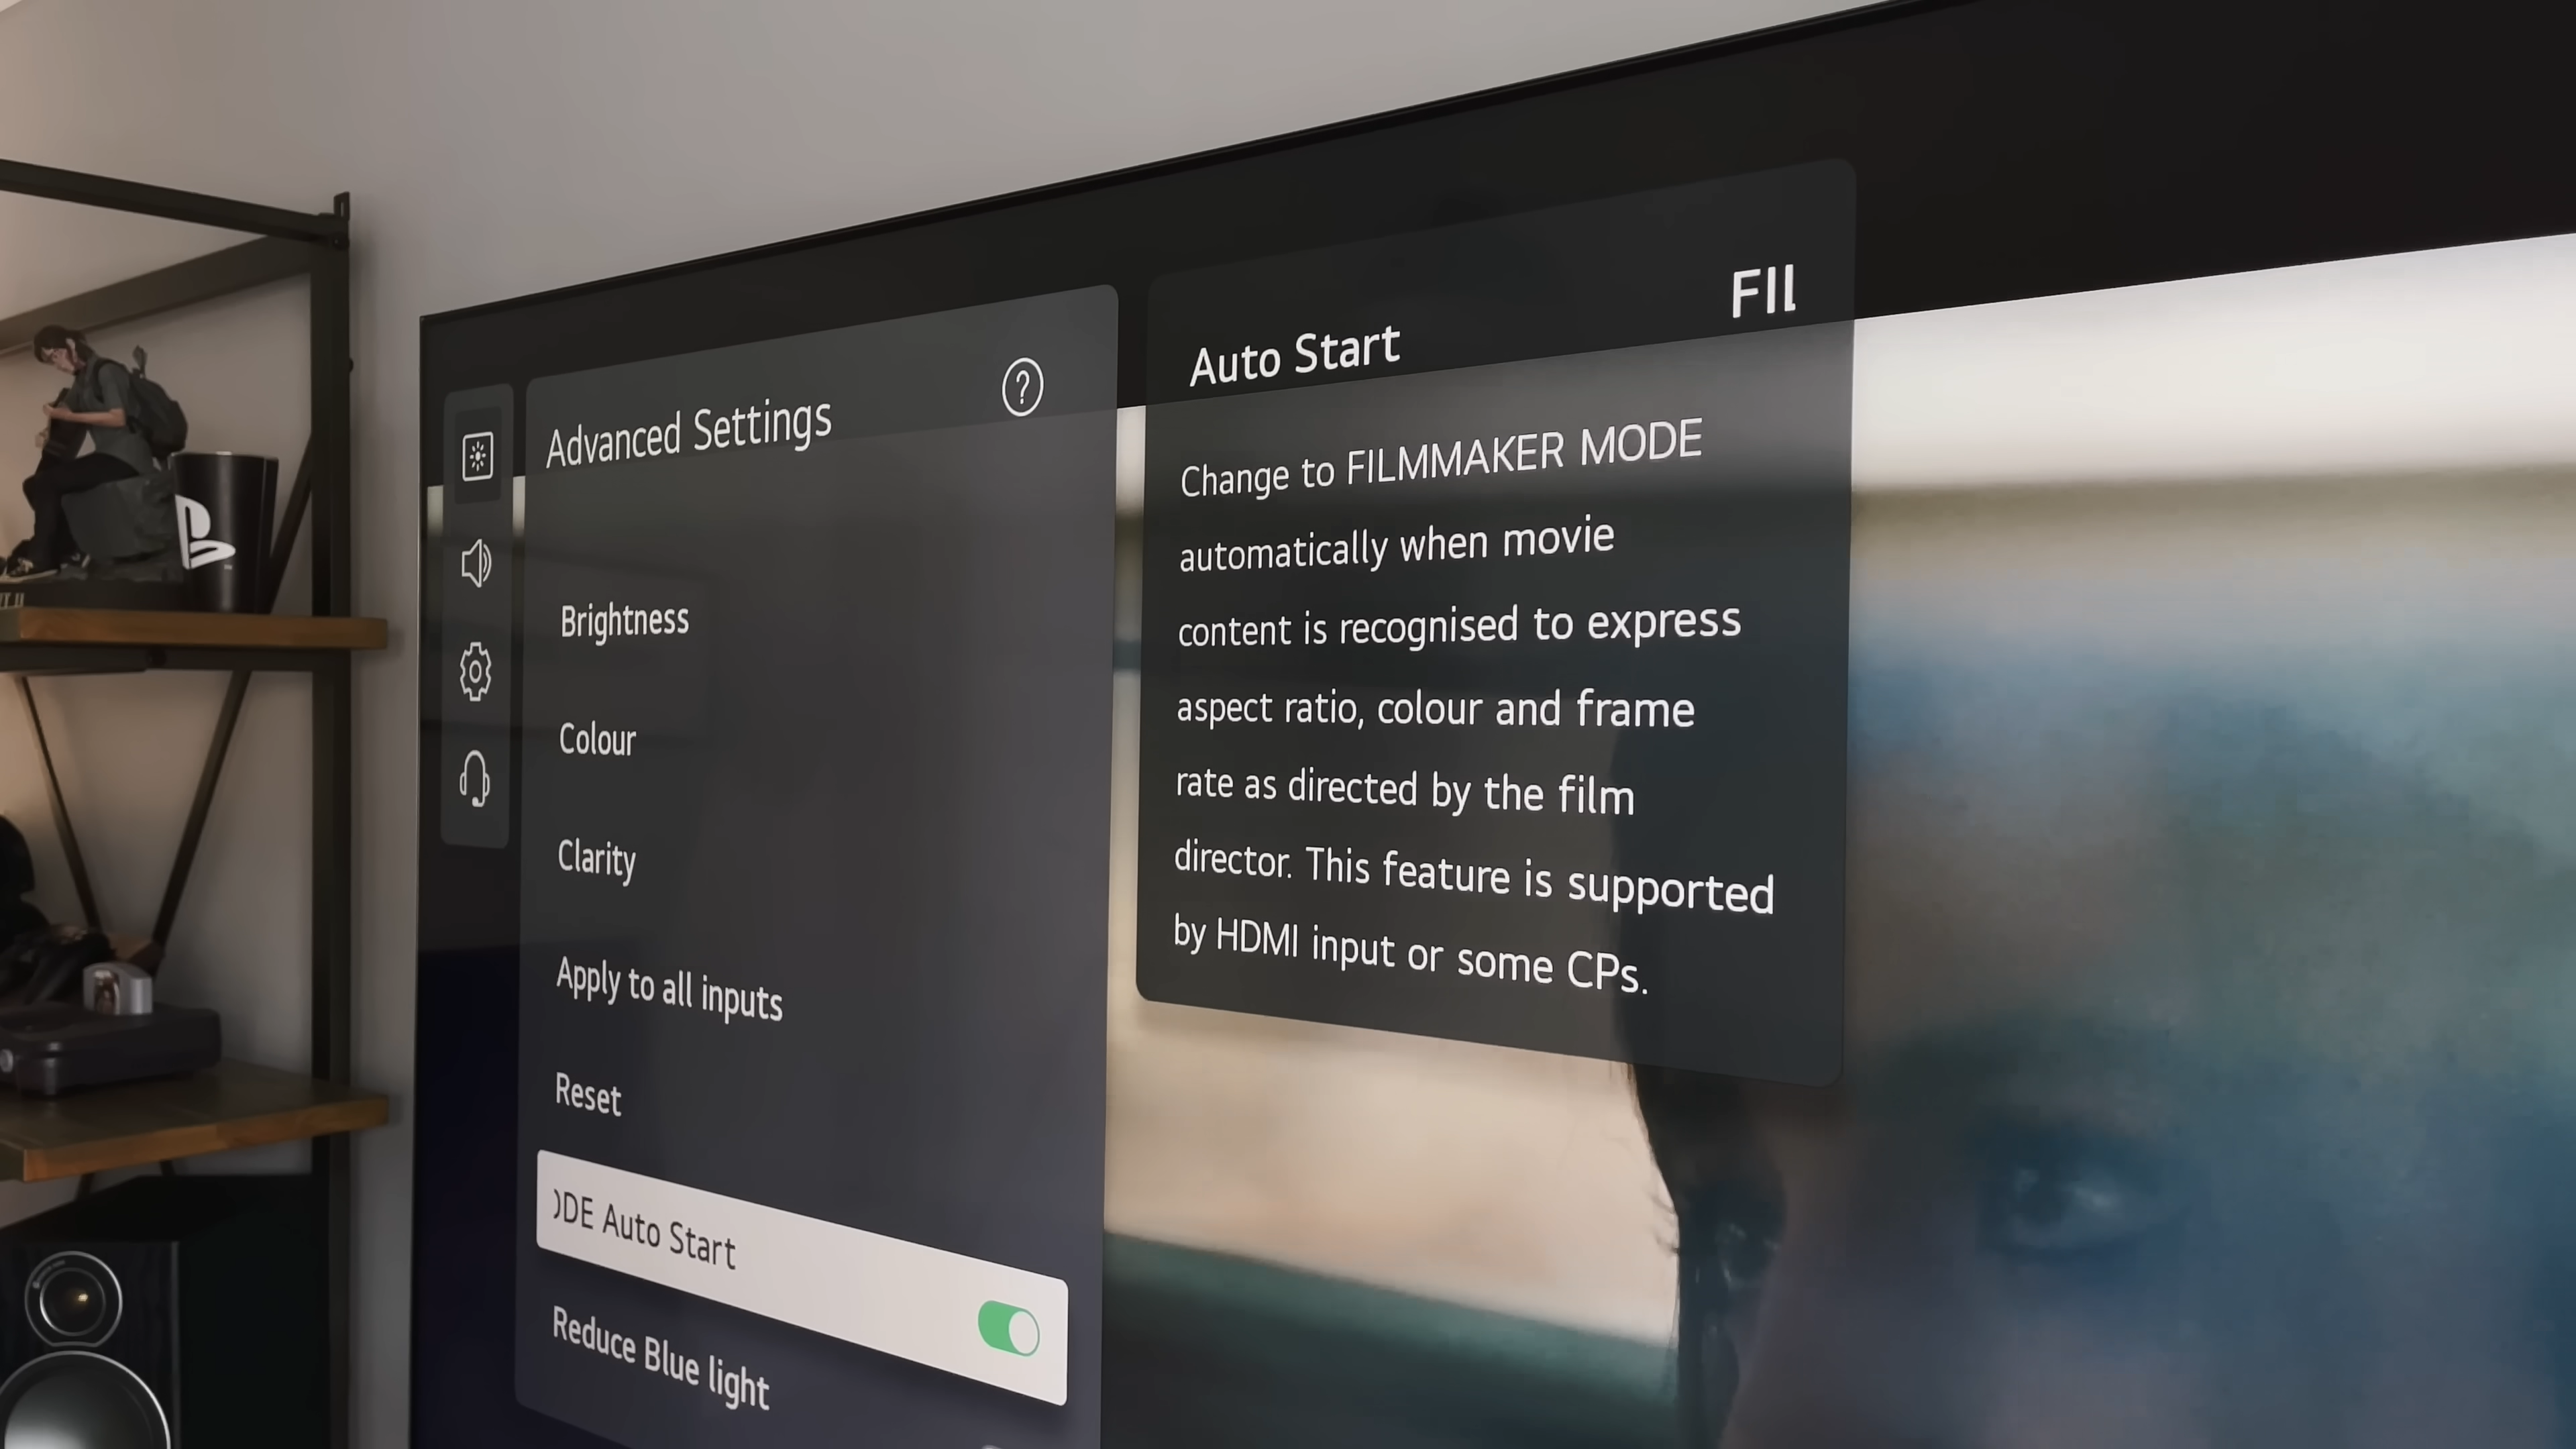 Advanced Settings
Brightness
Colour
Clarity
Apply to all inputs
Reset
DE Auto Start
Reduce Blue light
Auto Start FIL
Change to FILMMAKER MODE
automatically when movie
content is recognised to express
aspect ratio, colour and frame
rate as directed by the film
director. This feature is supported
by HDMI input or some CPs.